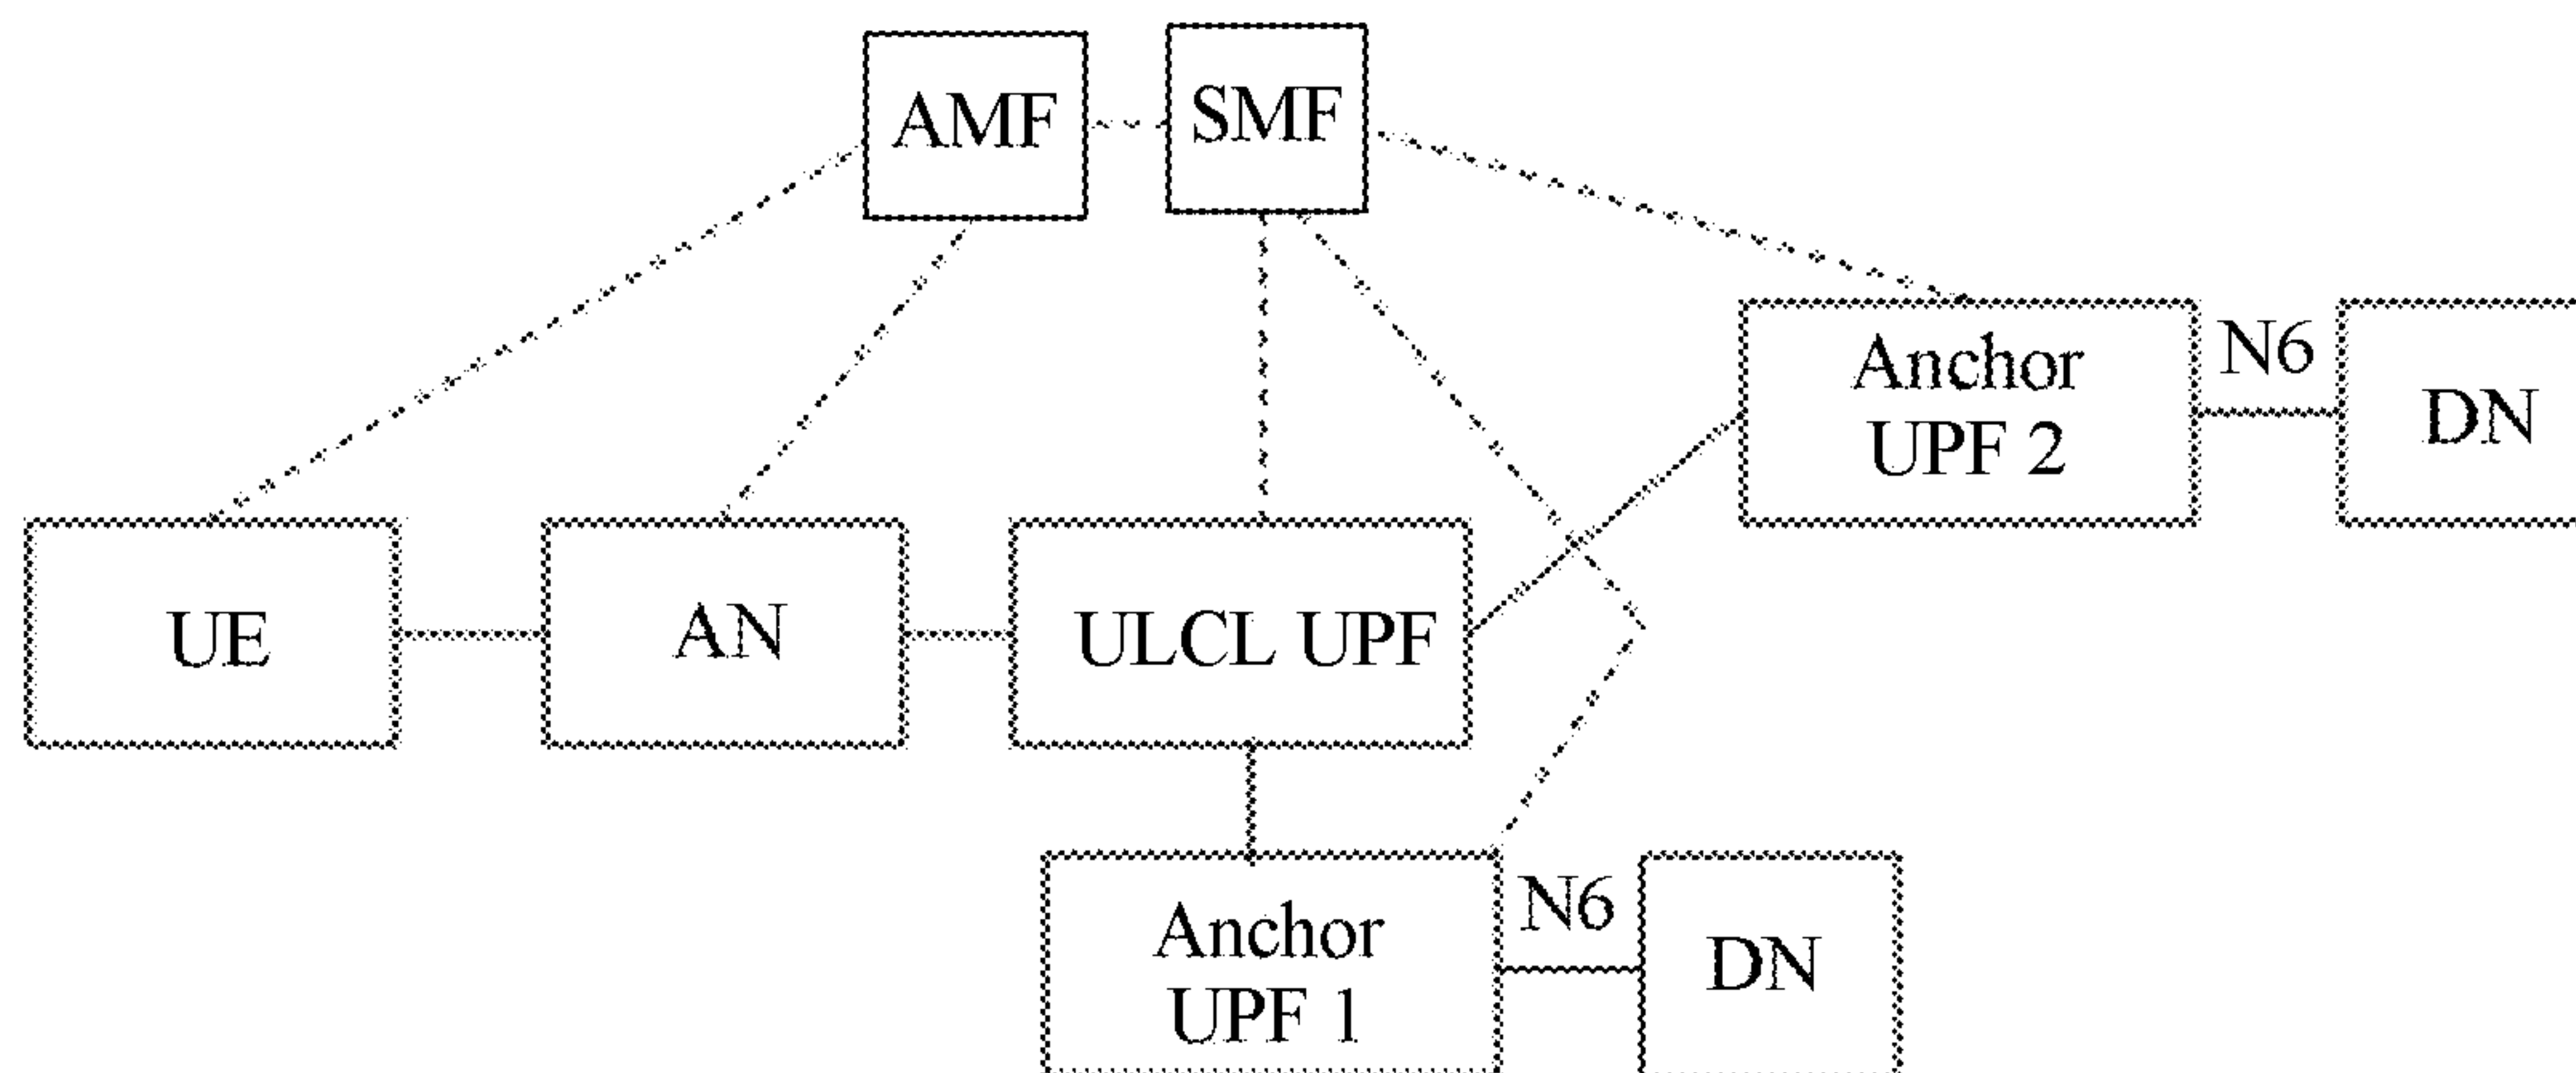 AMF
SMF
Anchor
UPF 2
N6
DN
UE
AN
ULCL UPF
Anchor
UPF 1
N6
DN